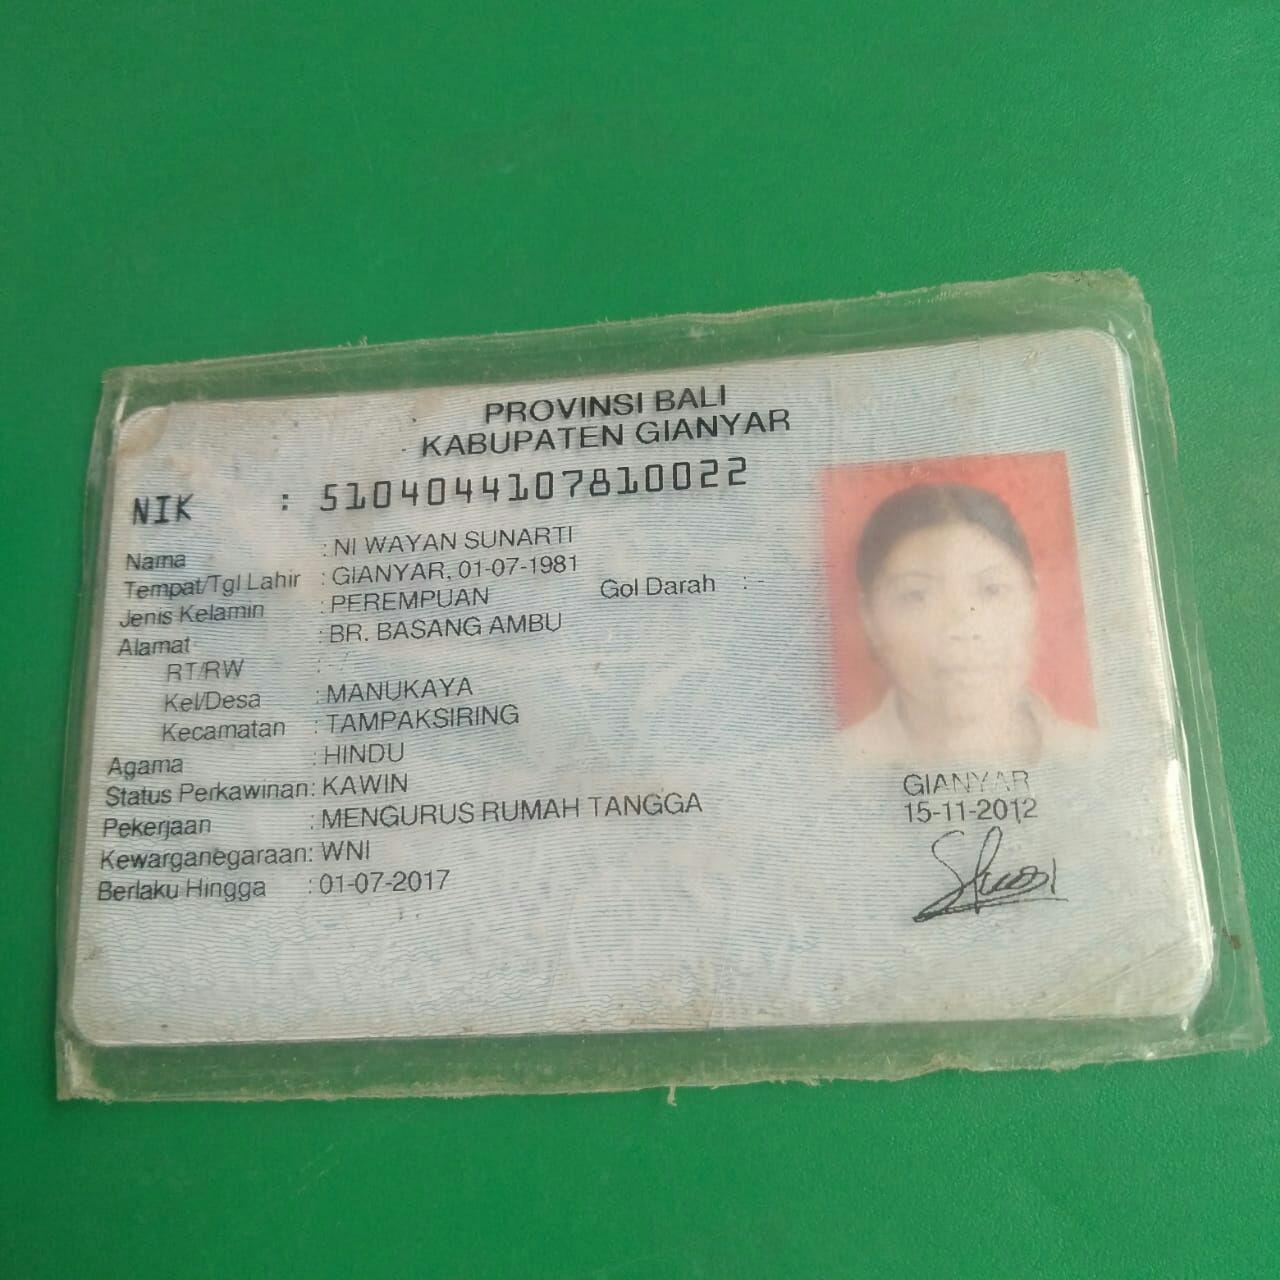 PROVINSI BALI
KABUPATEN GIANYAR
NIK : 5104044107810022
Nama : NI WAYAN SUNARTI
Tempat/Tgl Lahir : GIANYAR, 01-07-1981
Jenis Kelamin : PEREMPUAN Gol Darah : -
Alamat : BR. BASANG AMBU
RT/RW : - /
Kel/Desa : MANUKAYA
Kecamatan : TAMPAKSIRING
Agama : HINDU
Status Perkawinan: KAWIN
Pekerjaan : MENGURUS RUMAH TANGGA
Kewarganegaraan: WNI
Berlaku Hingga : 01-07-2017
GIANYAR
15-11-2012